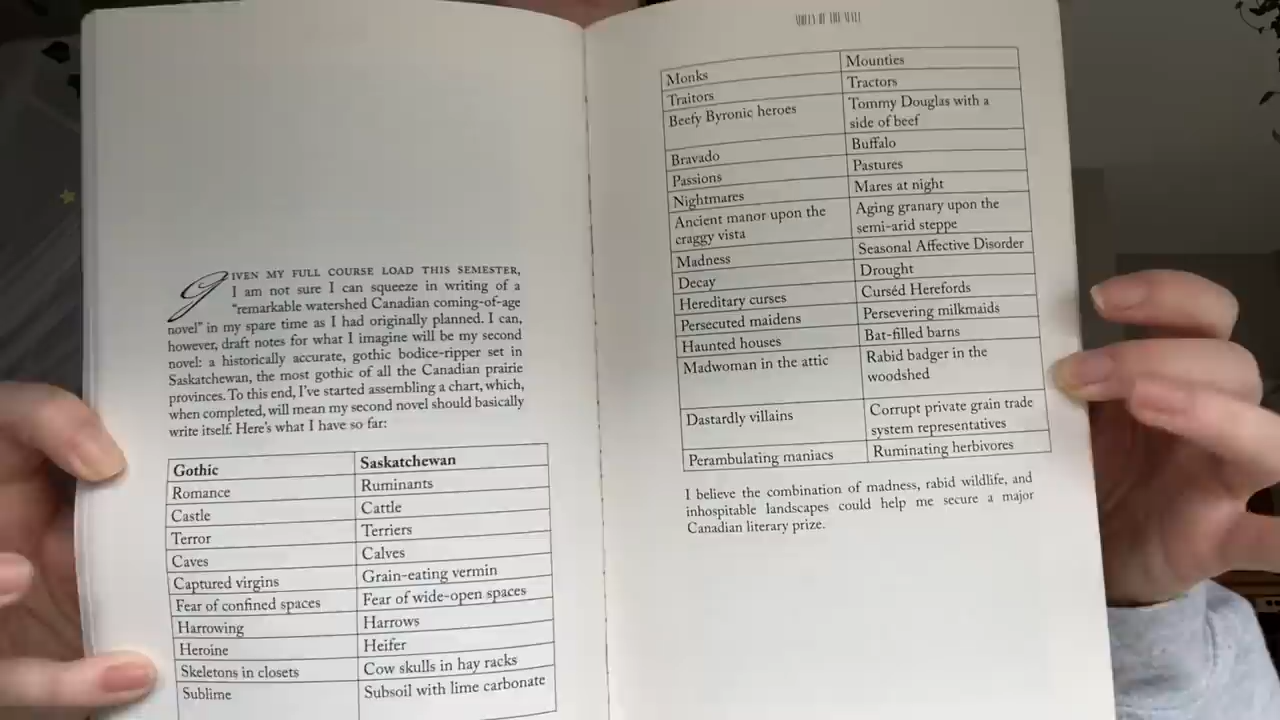 GIVEN MY FULL COURSE LOAD THIS SEMESTER,
I am not sure I can squeeze in writing of a
"remarkable watershed Canadian coming-of-age
novel" in my spare time as I had originally planned. I can,
however, draft notes for what I imagine will be my second
novel: a historically accurate, gothic bodice-ripper set in
Saskatchewan, the most gothic of all the Canadian prairie
provinces. To this end, I've started assembling a chart, which,
when completed, will mean my second novel should basically
write itself. Here's what I have so far:
Gothic Saskatchewan
Romance Ruminants
Castle Cattle
Terror Terriers
Caves Calves
Captured virgins Grain-eating vermin
Fear of confined spaces Fear of wide-open spaces
Harrowing Harrows
Heroine Heifer
Skeletons in closets Cow skulls in hay racks
Sublime Subsoil with lime carbonate
Monks Mounties
Traitors Tractors
Beefy Byronic heroes Tommy Douglas with a
side of beef
Bravado Buffalo
Passions Pastures
Nightmares Mares at night
Ancient manor upon the Aging granary upon the
craggy vista semi-arid steppe
Madness Seasonal Affective Disorder
Decay Drought
Hereditary curses Curséd Herefords
Persecuted maidens Persevering milkmaids
Haunted houses Bat-filled barns
Madwoman in the attic Rabid badger in the
woodshed
Dastardly villains Corrupt private grain trade
system representatives
Perambulating maniacs Ruminating herbivores
I believe the combination of madness, rabid wildlife, and
inhospitable landscapes could help me secure a major
Canadian literary prize.